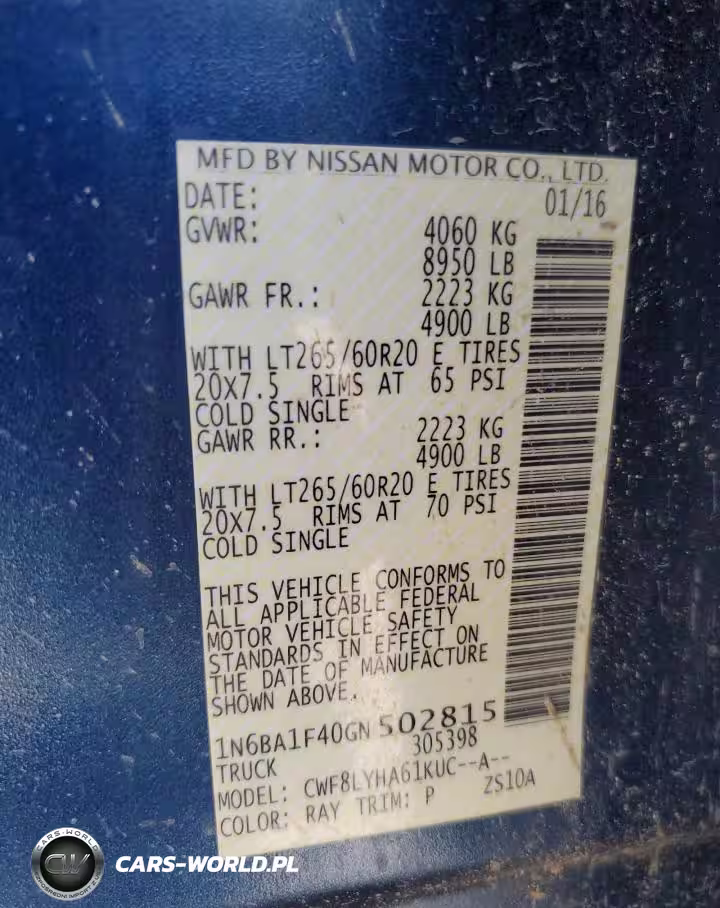 MFD BY NISSAN MOTOR CO., LTD.
DATE: 01/16
GVWR: 4060 KG
8950 LB
GAWR FR.: 2223 KG
4900 LB
WITH LT265/60R20 E TIRES
20X7.5 RIMS AT 65 PSI
COLD SINGLE
GAWR RR.: 2223 KG
4900 LB
WITH LT265/60R20 E TIRES
20X7.5 RIMS AT 70 PSI
COLD SINGLE
THIS VEHICLE CONFORMS TO
ALL APPLICABLE FEDERAL
MOTOR VEHICLE SAFETY
STANDARDS IN EFFECT ON
THE DATE OF MANUFACTURE
SHOWN ABOVE.
1N6BA1F40GN502815
TRUCK 305398
MODEL: CWF8LYHA61KUC--A--
COLOR: RAY TRIM: P ZS10A
CARS-WORLD
CW
CARS-WORLD.PL